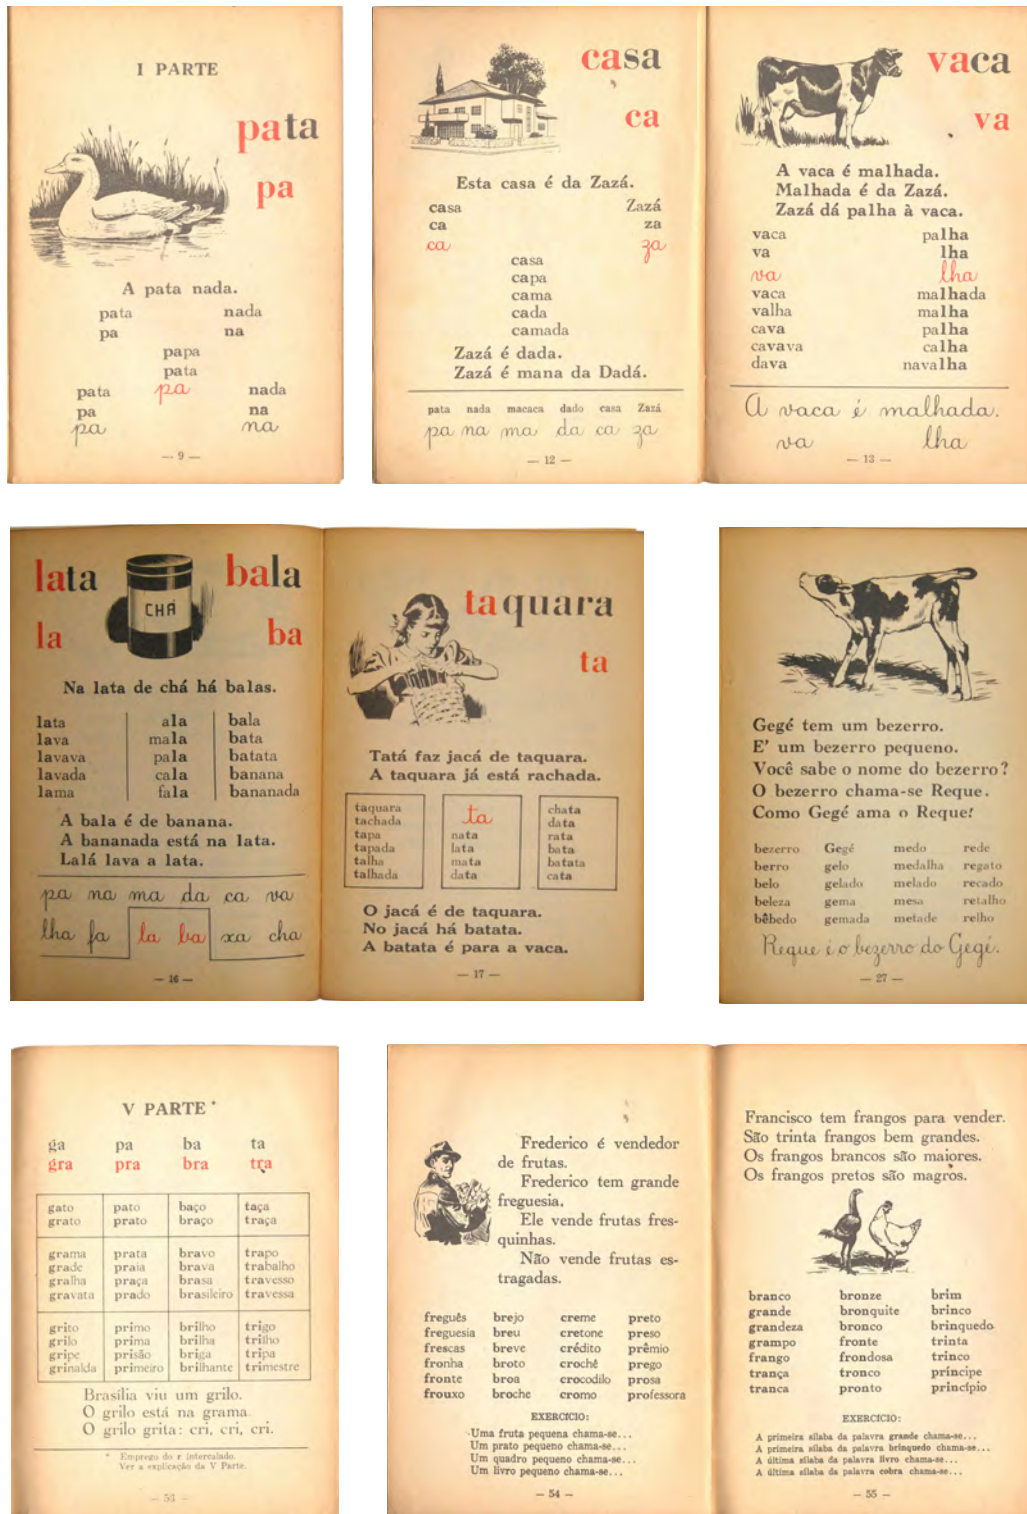 I PARTE
pata
pa
A pata nada.
pata nada
pa na
papa
pata
pata pa nada
pa na
pa na
— 9 —
casa
ca
Esta casa é da Zazá.
casa Zazá
ca za
ca za
casa
capa
cama
cada
camada
Zazá é dada.
Zazá é mana da Dadá.
pata nada macaca dado casa Zazá
pa na ma da ca za
— 12 —
vaca
va
A vaca é malhada.
Malhada é da Zazá.
Zazá dá palha à vaca.
vaca palha
va lha
va lha
vaca malhada
valha malha
cava palha
cavava calha
dava navalha
A vaca é malhada.
va lha
— 13 —
lata bala
CHÁ
la ba
Na lata de chá há balas.
lata ala bala
lava mala bata
lavava pala batata
lavada cala banana
lama fala bananada
A bala é de banana.
A bananada está na lata.
Lalá lava a lata.
pa na ma da ca va
lha fa la ba xa cha
— 16 —
taquara
ta
Tatá faz jacá de taquara.
A taquara já está rachada.
taquara ta chata
tachada data
tapa nata rata
tapada lata bata
talha mata batata
talhada data cata
O jacá é de taquara.
No jacá há batata.
A batata é para a vaca.
— 17 —
Gegé tem um bezerro.
E' um bezerro pequeno.
Você sabe o nome do bezerro?
O bezerro chama-se Reque.
Como Gegé ama o Reque!
bezerro Gegé medo rede
berro gelo medalha regato
belo gelado melado recado
beleza gema mesa retalho
bêbedo gemada metade relho
Reque é o bezerro do Gegé.
— 27 —
V PARTE *
ga pa ba ta
gra pra bra tra
gato pato baço taça
grato prato braço traça
grama prata bravo trapo
grade praia brava trabalho
gralha praça brasa travesso
gravata prado brasileiro travessa
grito primo brilho trigo
grilo prima brilha trilho
gripe prisão briga tripa
grinalda primeiro brilhante trimestre
Brasília viu um grilo.
O grilo está na grama.
O grilo grita: cri, cri, cri.
* Emprego do r intercalado.
Ver a explicação da V Parte.
— 53 —
Frederico é vendedor
de frutas.
Frederico tem grande
freguesia.
Ele vende frutas fres-
quinhas.
Não vende frutas es-
tragadas.
freguês brejo creme preto
freguesia breu cretone preso
frescas breve crédito prêmio
fronha broto crochê prego
fronte broa crocodilo prosa
frouxo broche cromo professora
EXERCICIO:
Uma fruta pequena chama-se...
Um prato pequeno chama-se...
Um quadro pequeno chama-se...
Um livro pequeno chama-se...
— 54 —
Francisco tem frangos para vender.
São trinta frangos bem grandes.
Os frangos brancos são maiores.
Os frangos pretos são magros.
branco bronze brim
grande bronquite brinco
grandeza bronco brinquedo
grampo fronte trinta
frango frondosa trinco
trança tronco príncipe
tranca pronto princípio
EXERCÍCIO:
A primeira sílaba da palavra grande chama-se...
A primeira sílaba da palavra brinquedo chama-se...
A última sílaba da palavra livro chama-se...
A última sílaba da palavra cobra chama-se...
— 55 —